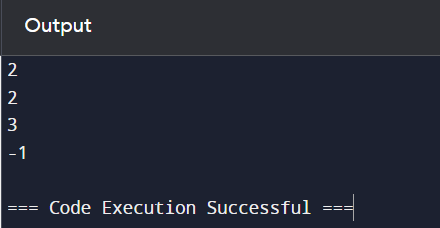 Output
2
2
3
-1
=== Code Execution Successful ===